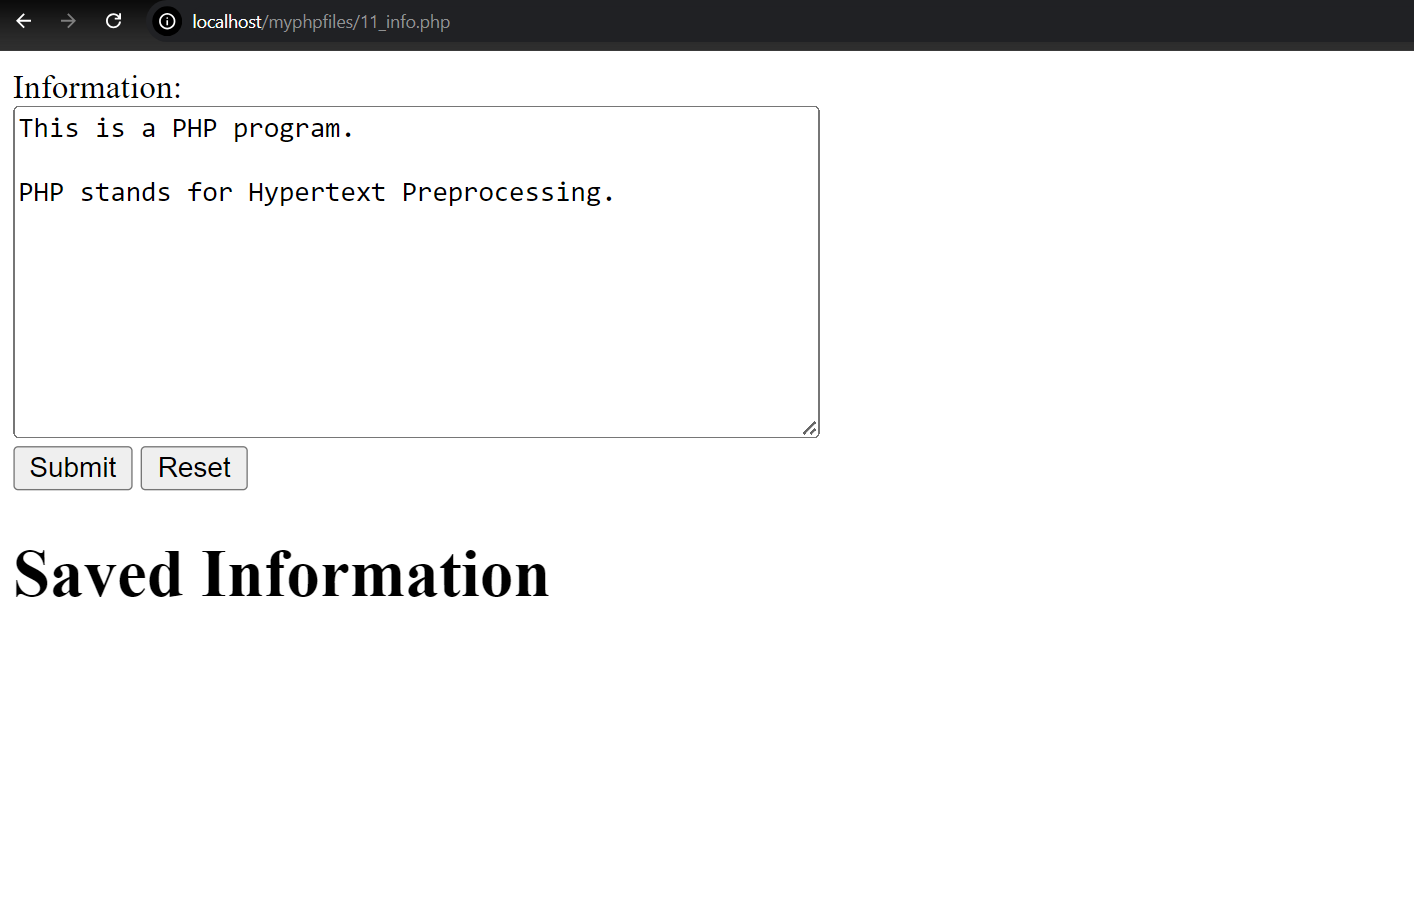 localhost/myphpfiles/11_info.php
Information:
This is a PHP program.
PHP stands for Hypertext Preprocessing.
Submit Reset
Saved Information